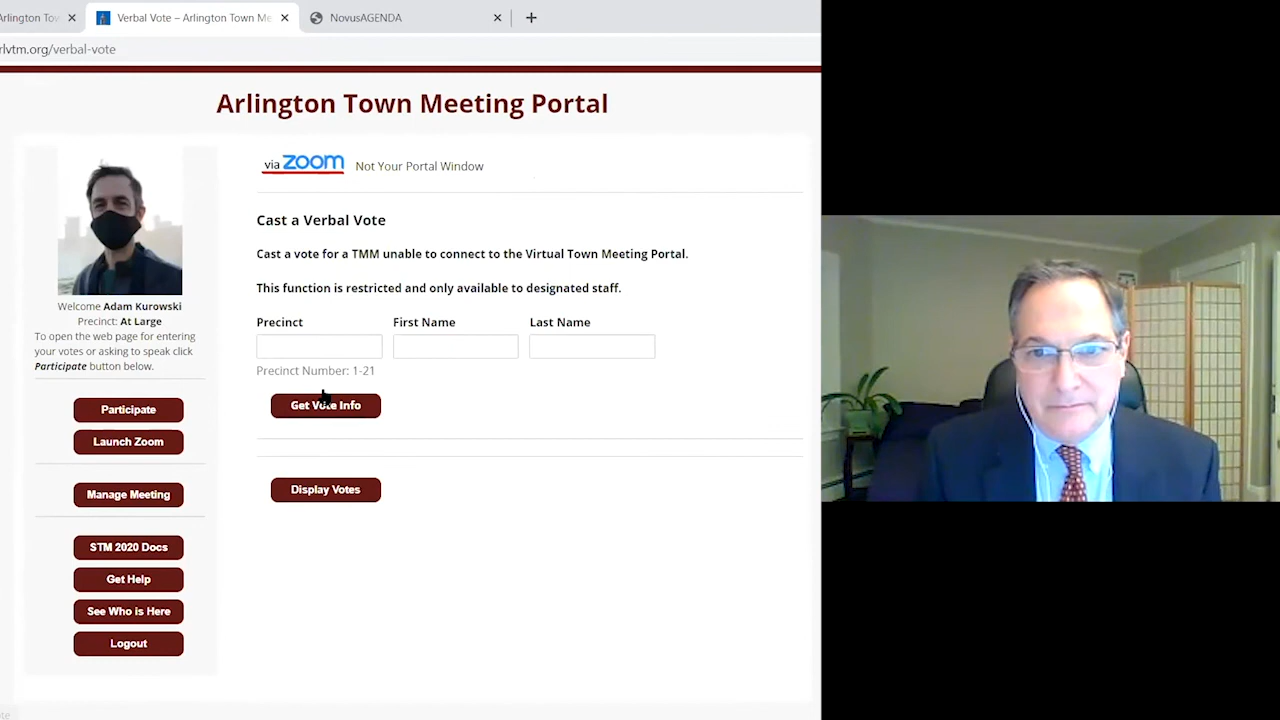 Arlington Tow
Verbal Vote – Arlington Town Me
NovusAGENDA
rlvtm.org/verbal-vote
Arlington Town Meeting Portal
via zoom Not Your Portal Window
Cast a Verbal Vote
Cast a vote for a TMM unable to connect to the Virtual Town Meeting Portal.
This function is restricted and only available to designated staff.
Precinct First Name Last Name
Precinct Number: 1-21
Get Vote Info
Display Votes
Welcome Adam Kurowski
Precinct: At Large
To open the web page for entering
your votes or asking to speak click
Participate button below.
Participate
Launch Zoom
Manage Meeting
STM 2020 Docs
Get Help
See Who is Here
Logout